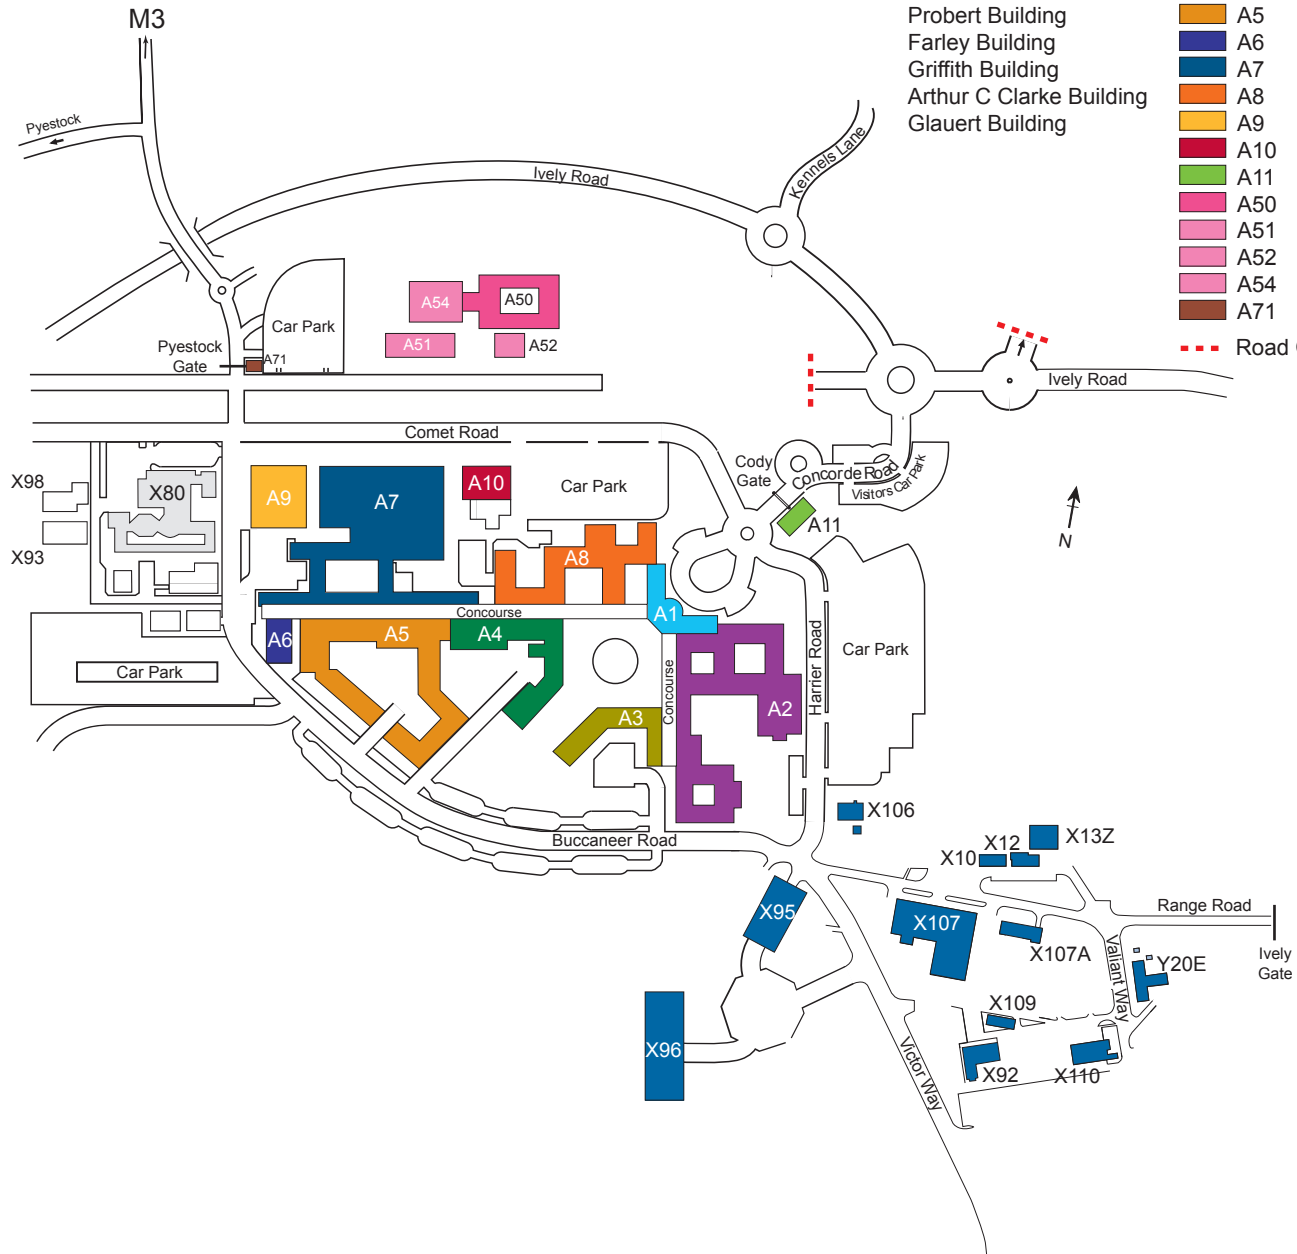 M3
Probert Building A5
Farley Building A6
Griffith Building A7
Arthur C Clarke Building A8
Glauert Building A9
A10
A11
A50
A51
A52
A54
A71
Road
Pyestock
Ively Road
Kennels Lane
A54
A50
Car Park
A51
A52
Pyestock
Gate
A71
Ively Road
Comet Road
Cody
Gate
Concorde Road
Visitors Car Park
X98
X80
A9
A7
A10
Car Park
A11
N
X93
A8
Concourse
A1
A6
A5
A4
Car Park
Concourse
Harrier Road
Car Park
A3
A2
X106
Buccaneer Road
X10
X12
X13Z
X95
X107
X107A
Range Road
Ively
Gate
Valiant Way
Y20E
X109
X96
Victor Way
X92
X110